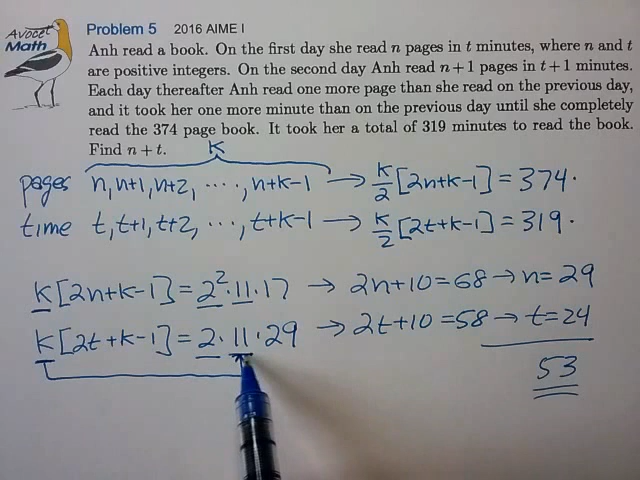 Avocet
Math
Problem 5 2016 AIME I
Anh read a book. On the first day she read n pages in t minutes, where n and t
are positive integers. On the second day Anh read n + 1 pages in t + 1 minutes.
Each day thereafter Anh read one more page than she read on the previous day,
and it took her one more minute than on the previous day until she completely
read the 374 page book. It took her a total of 319 minutes to read the book.
Find n + t.
K
pages n, n+1, n+2, ‥‥, n+k-1 → k/2 [2n+k-1] = 374.
time t, t+1, t+2, ‥‥, t+k-1 → k/2 [2t+k-1] = 319.
k[2n+k-1] = 2²·11·17 → 2n+10=68 → n=29
k[2t+k-1] = 2·11·29 → 2t+10=58 → t=24
53